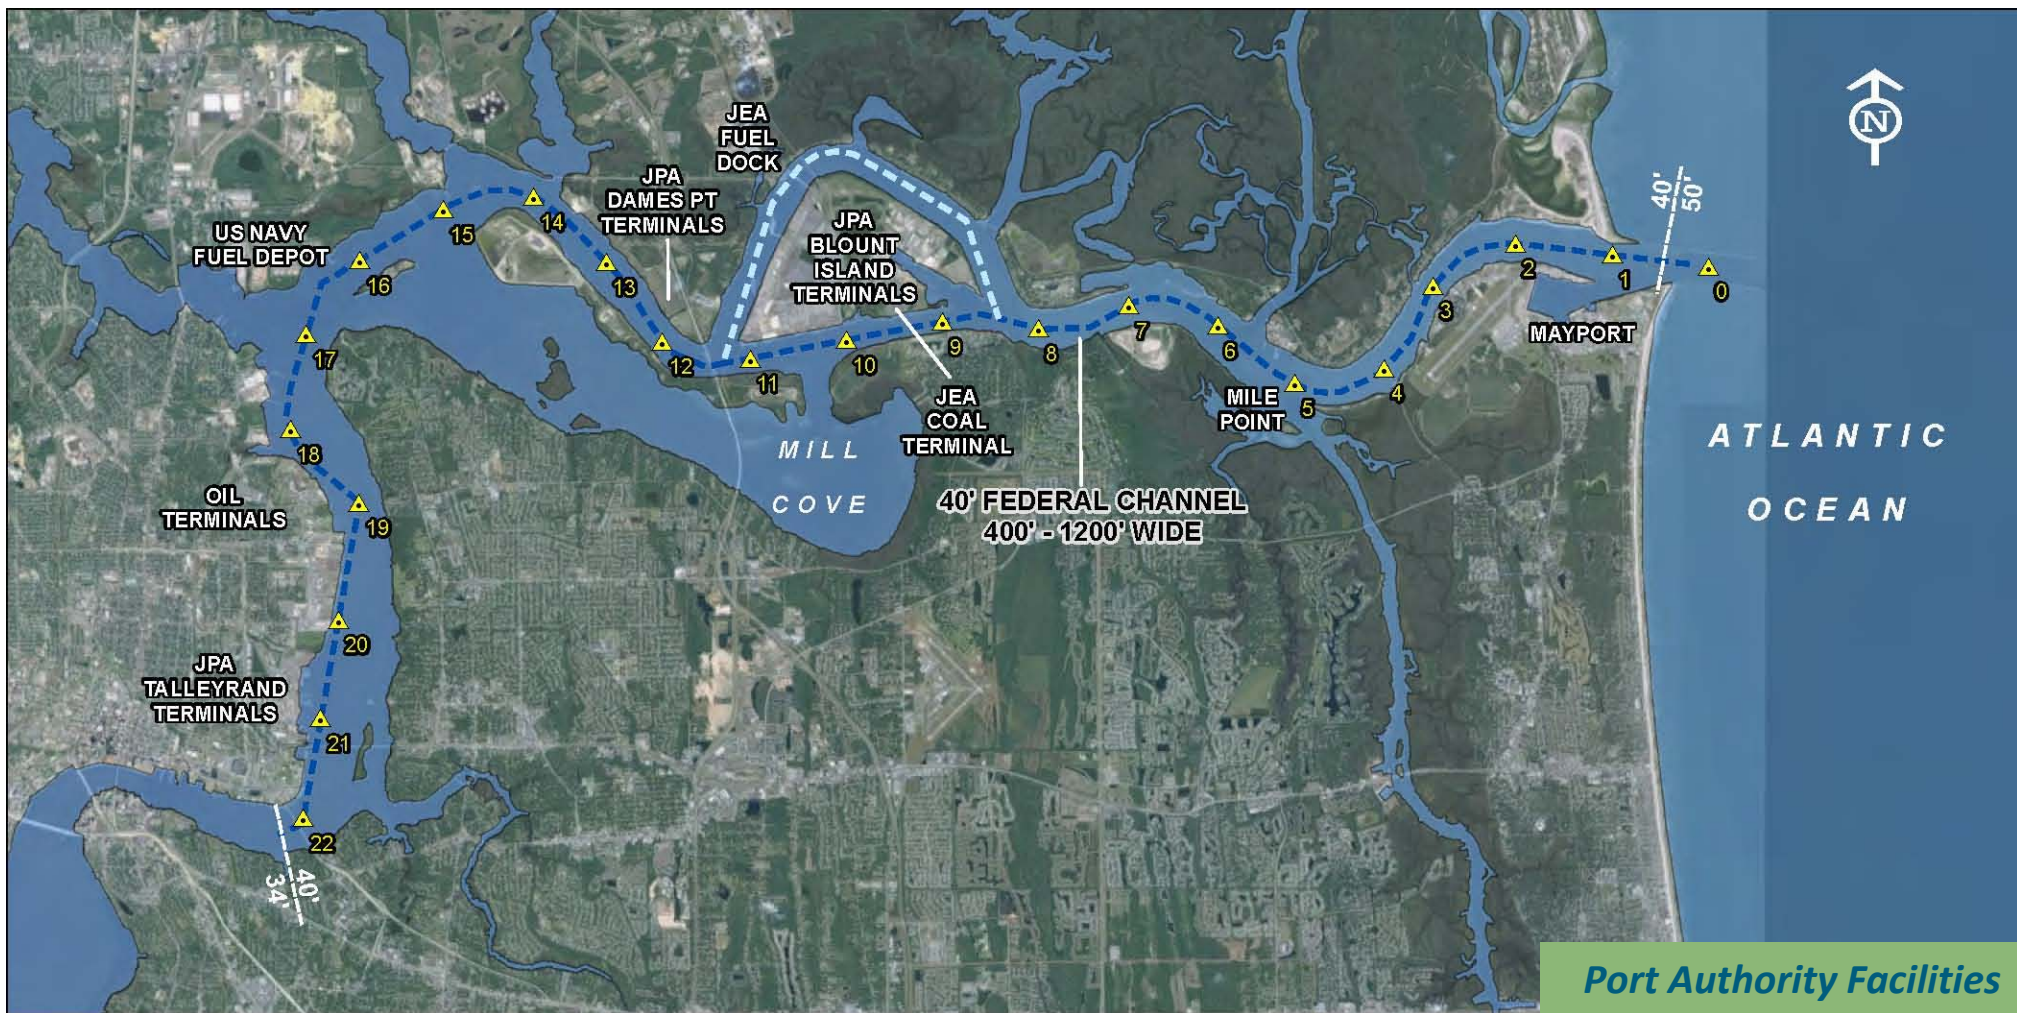 JEA
FUEL
DOCK
JPA
DAMES PT
TERMINALS
JPA
BLOUNT
ISLAND
TERMINALS
US NAVY
FUEL DEPOT
N
40'
50'
15
14
13
16
17
12
11
10
9
8
7
6
5
4
3
2
1
0
MAYPORT
MILE
POINT
JEA
COAL
TERMINAL
MILL
COVE
ATLANTIC
OCEAN
40' FEDERAL CHANNEL
400' - 1200' WIDE
18
OIL
TERMINALS
19
20
JPA
TALLEYRAND
TERMINALS
21
22
40'
34'
Port Authority Facilities